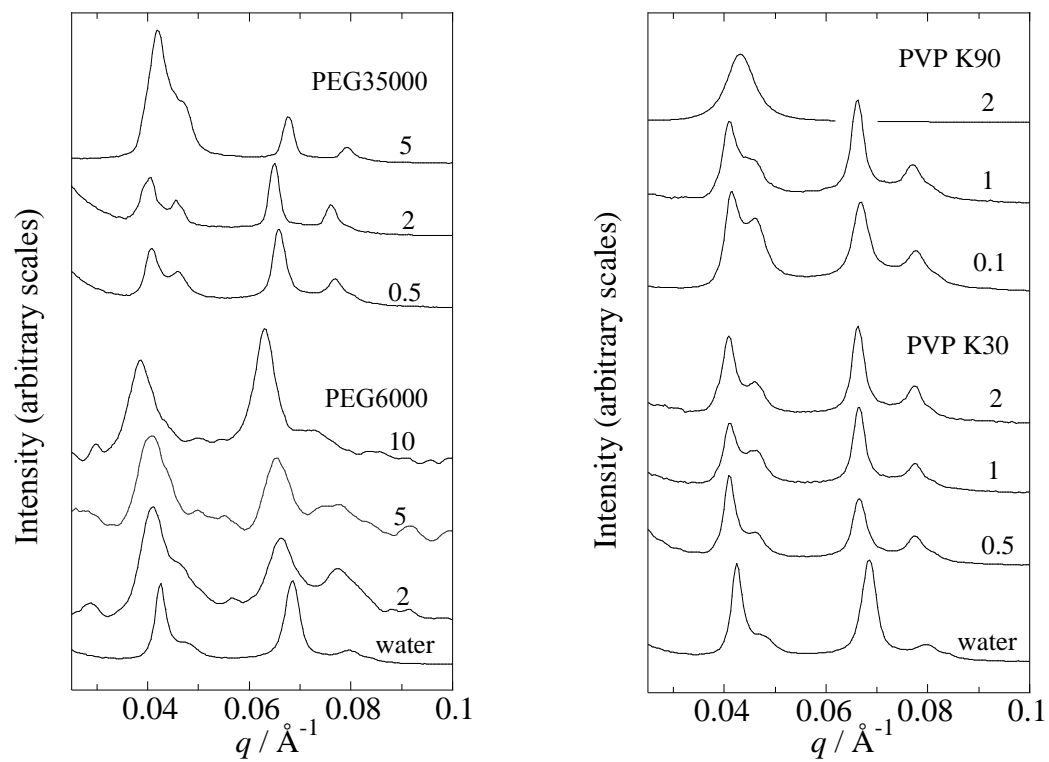 Intensity (arbitrary scales)
PEG35000
5
2
0.5
PEG6000
10
5
2
water
0.04 0.06 0.08 0.1
q / Å-1
Intensity (arbitrary scales)
PVP K90
2
1
0.1
PVP K30
2
1
0.5
water
0.04 0.06 0.08 0.1
q / Å-1